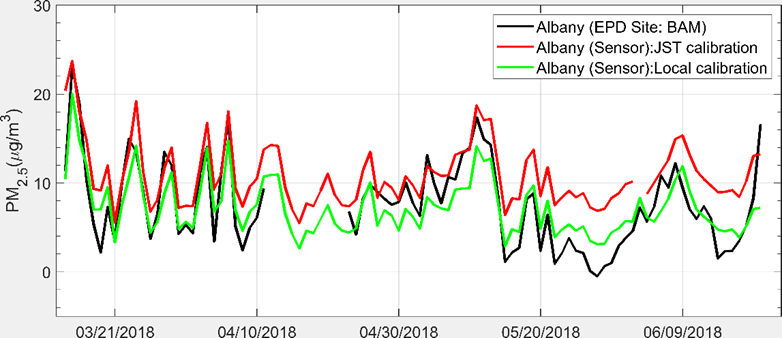 30
20
10
0
PM2.5(μg/m3)
Albany (EPD Site: BAM)
Albany (Sensor):JST calibration
Albany (Sensor):Local calibration
03/21/2018 04/10/2018 04/30/2018 05/20/2018 06/09/2018